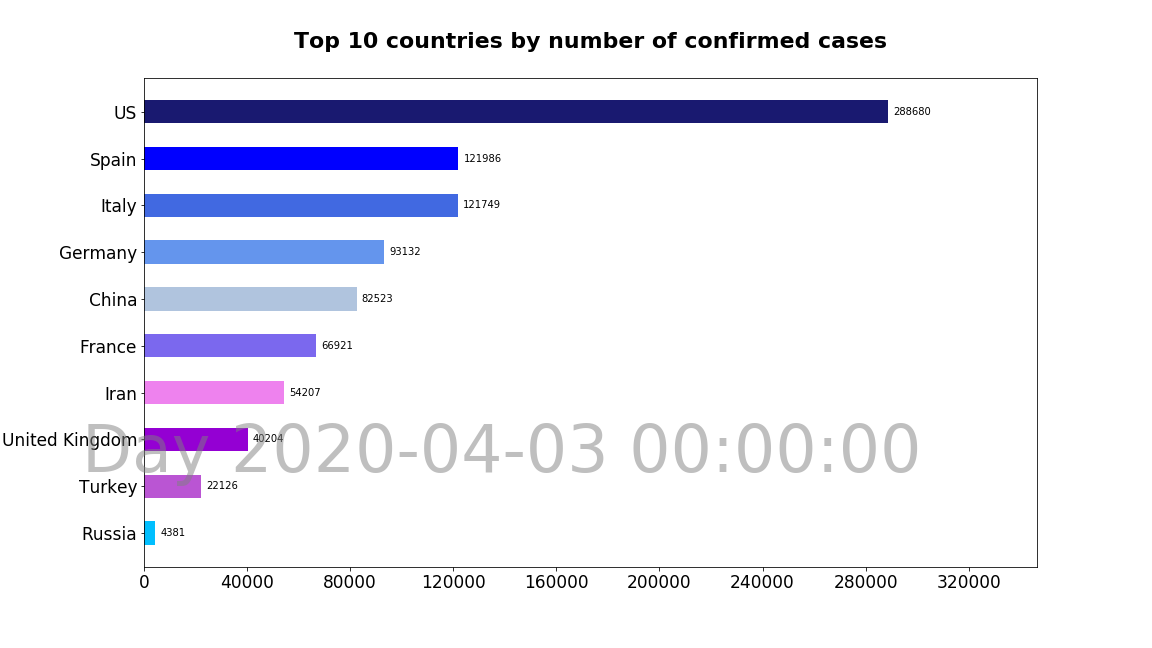 Top 10 countries by number of confirmed cases
US 288680
Spain 121986
Italy 121749
Germany 93132
China 82523
France 66921
Iran 54207
United Kingdom 40204
Day 2020-04-03 00:00:00
Turkey 22126
Russia 4381
0 40000 80000 120000 160000 200000 240000 280000 320000